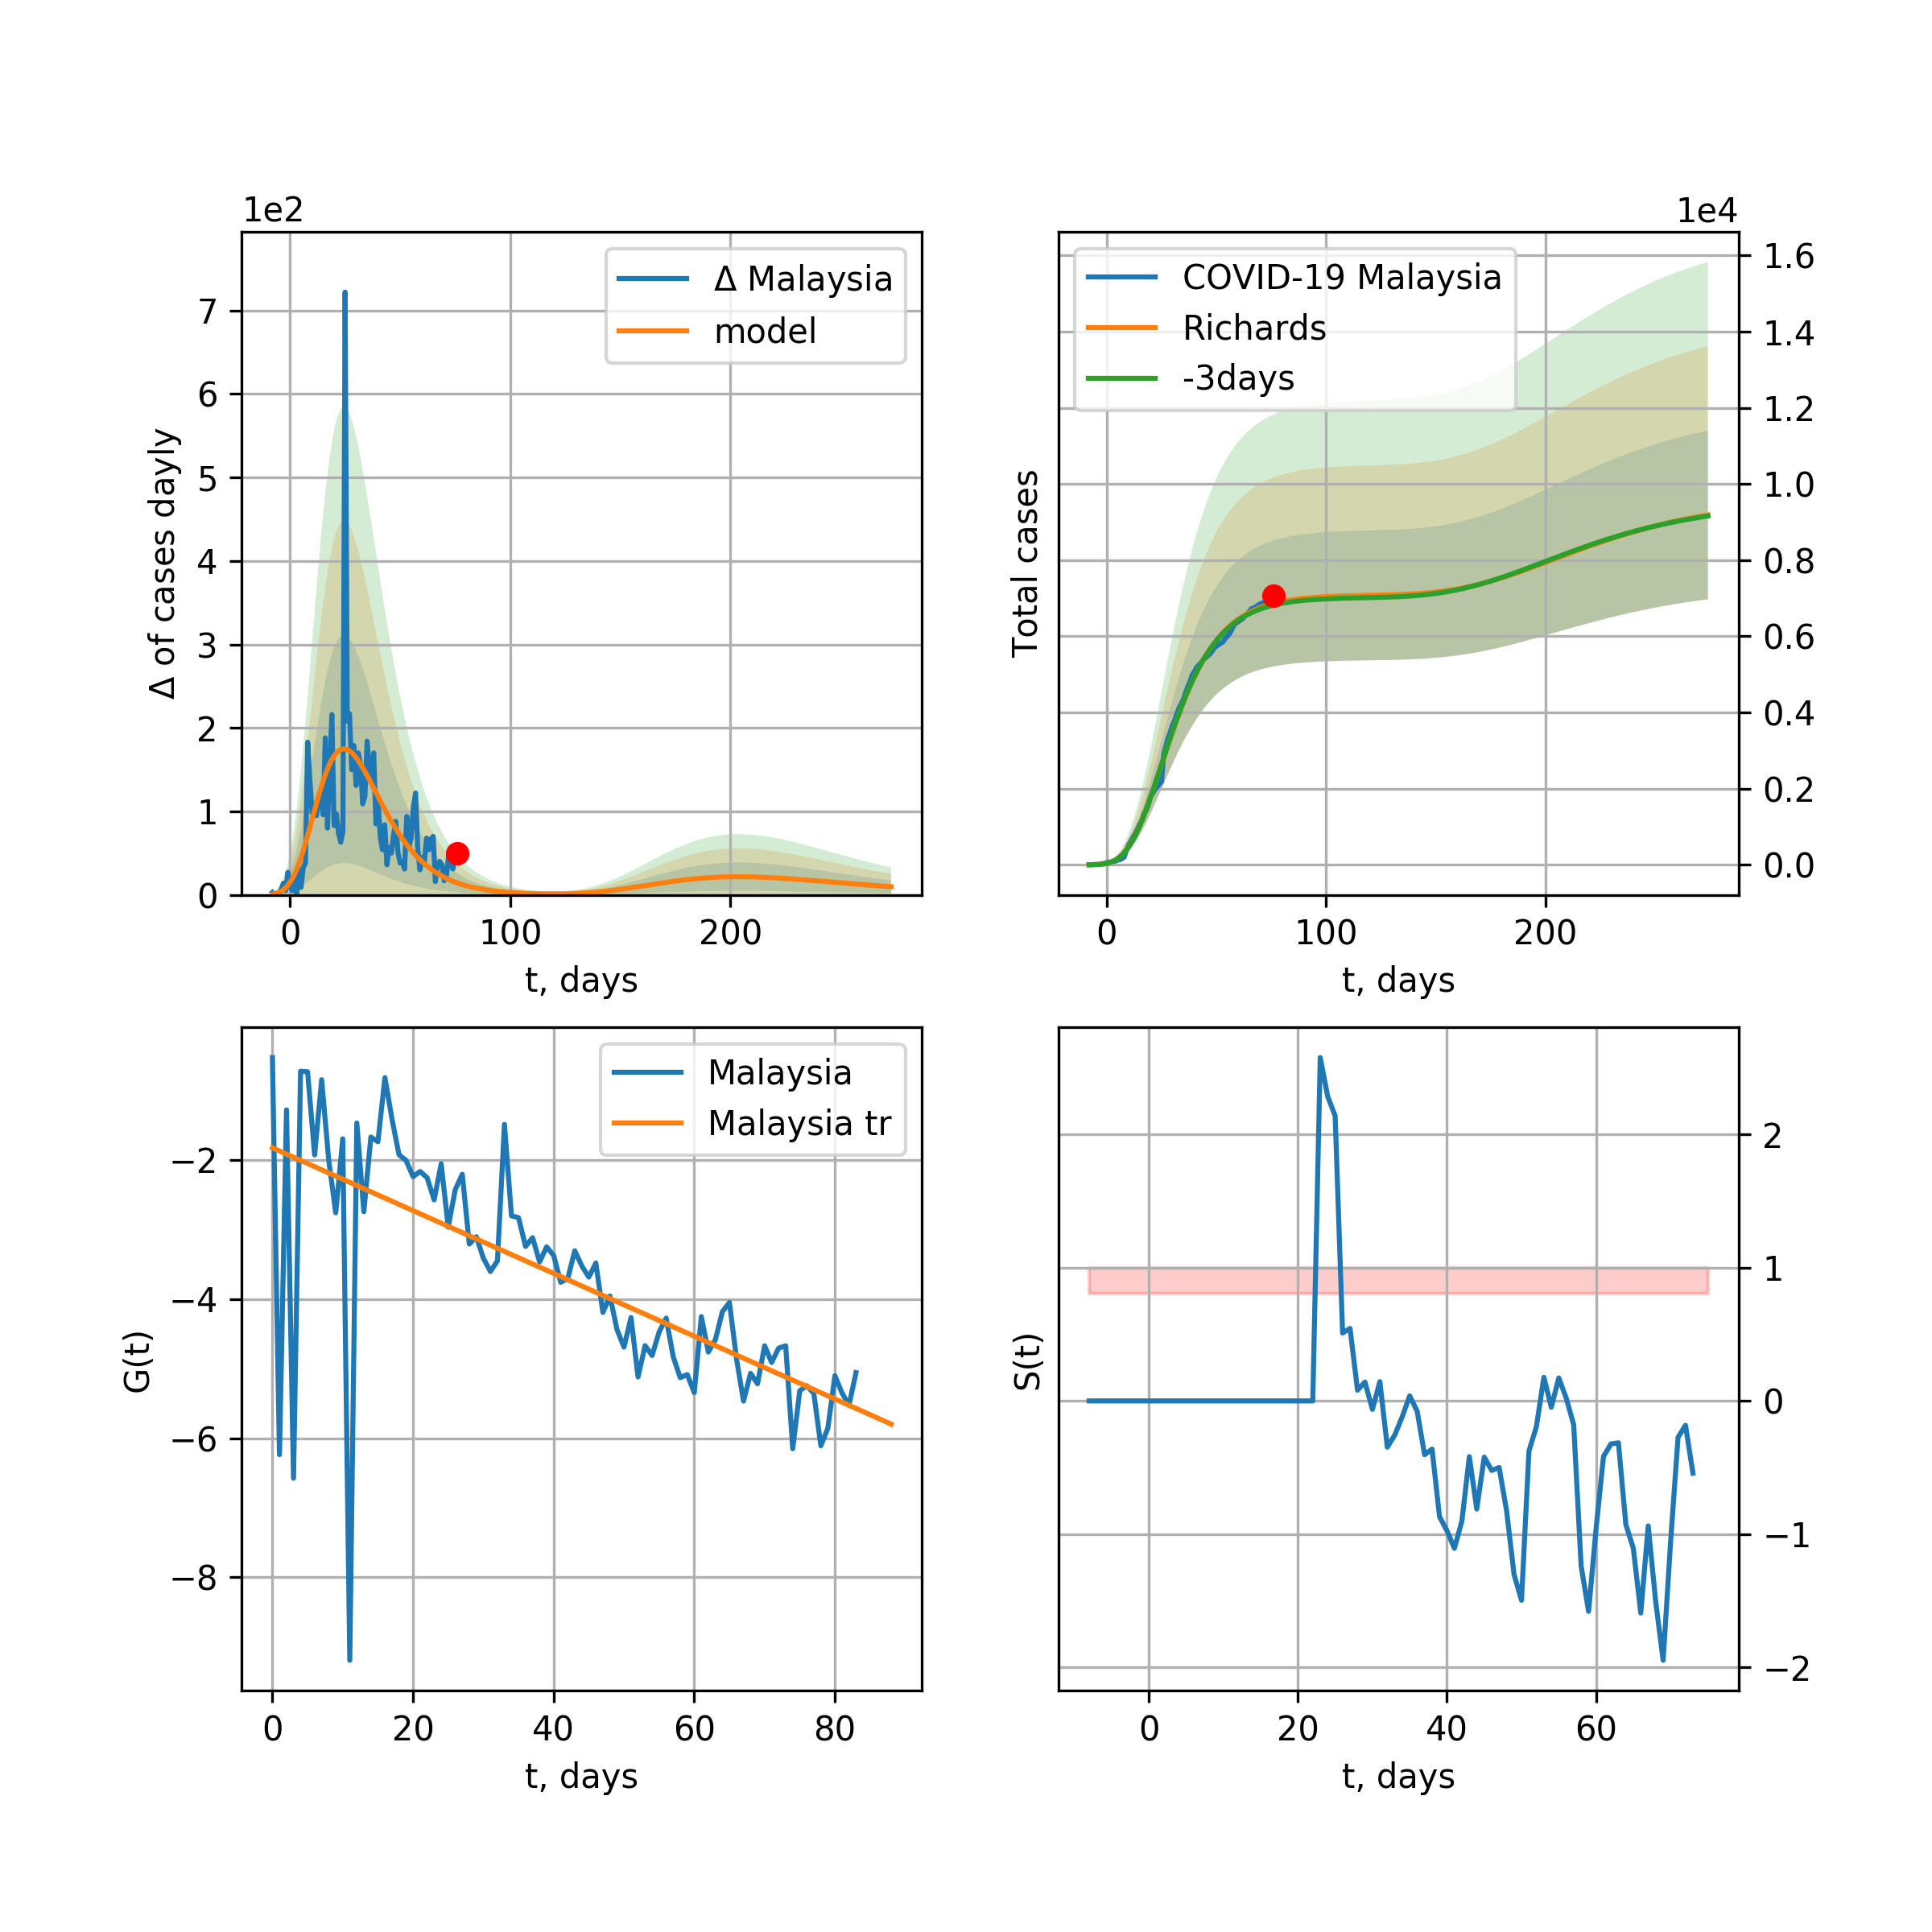 1e2
Δ of cases dayly
7
6
5
4
3
2
1
0
Δ Malaysia
model
0 100 200
t, days
1e4
Total cases
COVID-19 Malaysia
Richards
-3days
1.6
1.4
1.2
1.0
0.8
0.6
0.4
0.2
0.0
0 100 200
t, days
G(t)
−2
−4
−6
−8
Malaysia
Malaysia tr
0 20 40 60 80
t, days
S(t)
2
1
0
−1
−2
0 20 40 60
t, days